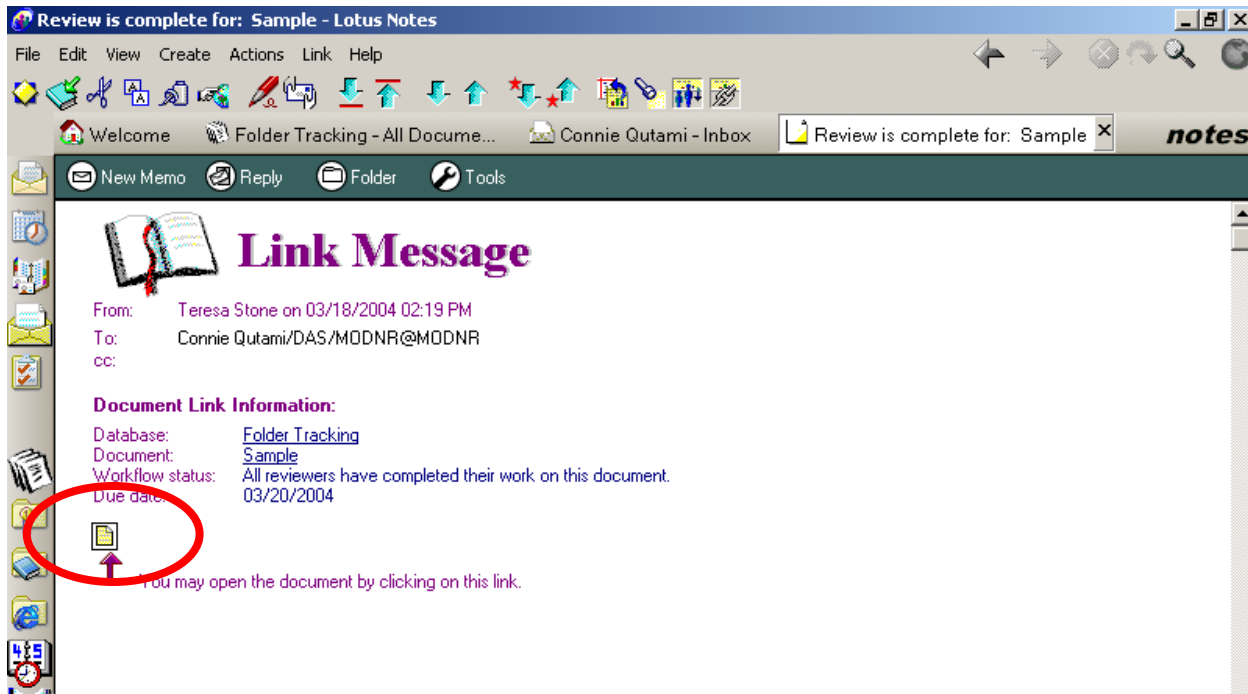 Review is complete for: Sample - Lotus Notes
File Edit View Create Actions Link Help
Welcome Folder Tracking - All Docume... Connie Qutami - Inbox Review is complete for: Sample notes
New Memo Reply Folder Tools
Link Message
From: Teresa Stone on 03/18/2004 02:19 PM
To: Connie Qutami/DAS/MODNR@MODNR
cc:
Document Link Information:
Database: Folder Tracking
Document: Sample
Workflow status: All reviewers have completed their work on this document.
Due date: 03/20/2004
You may open the document by clicking on this link.